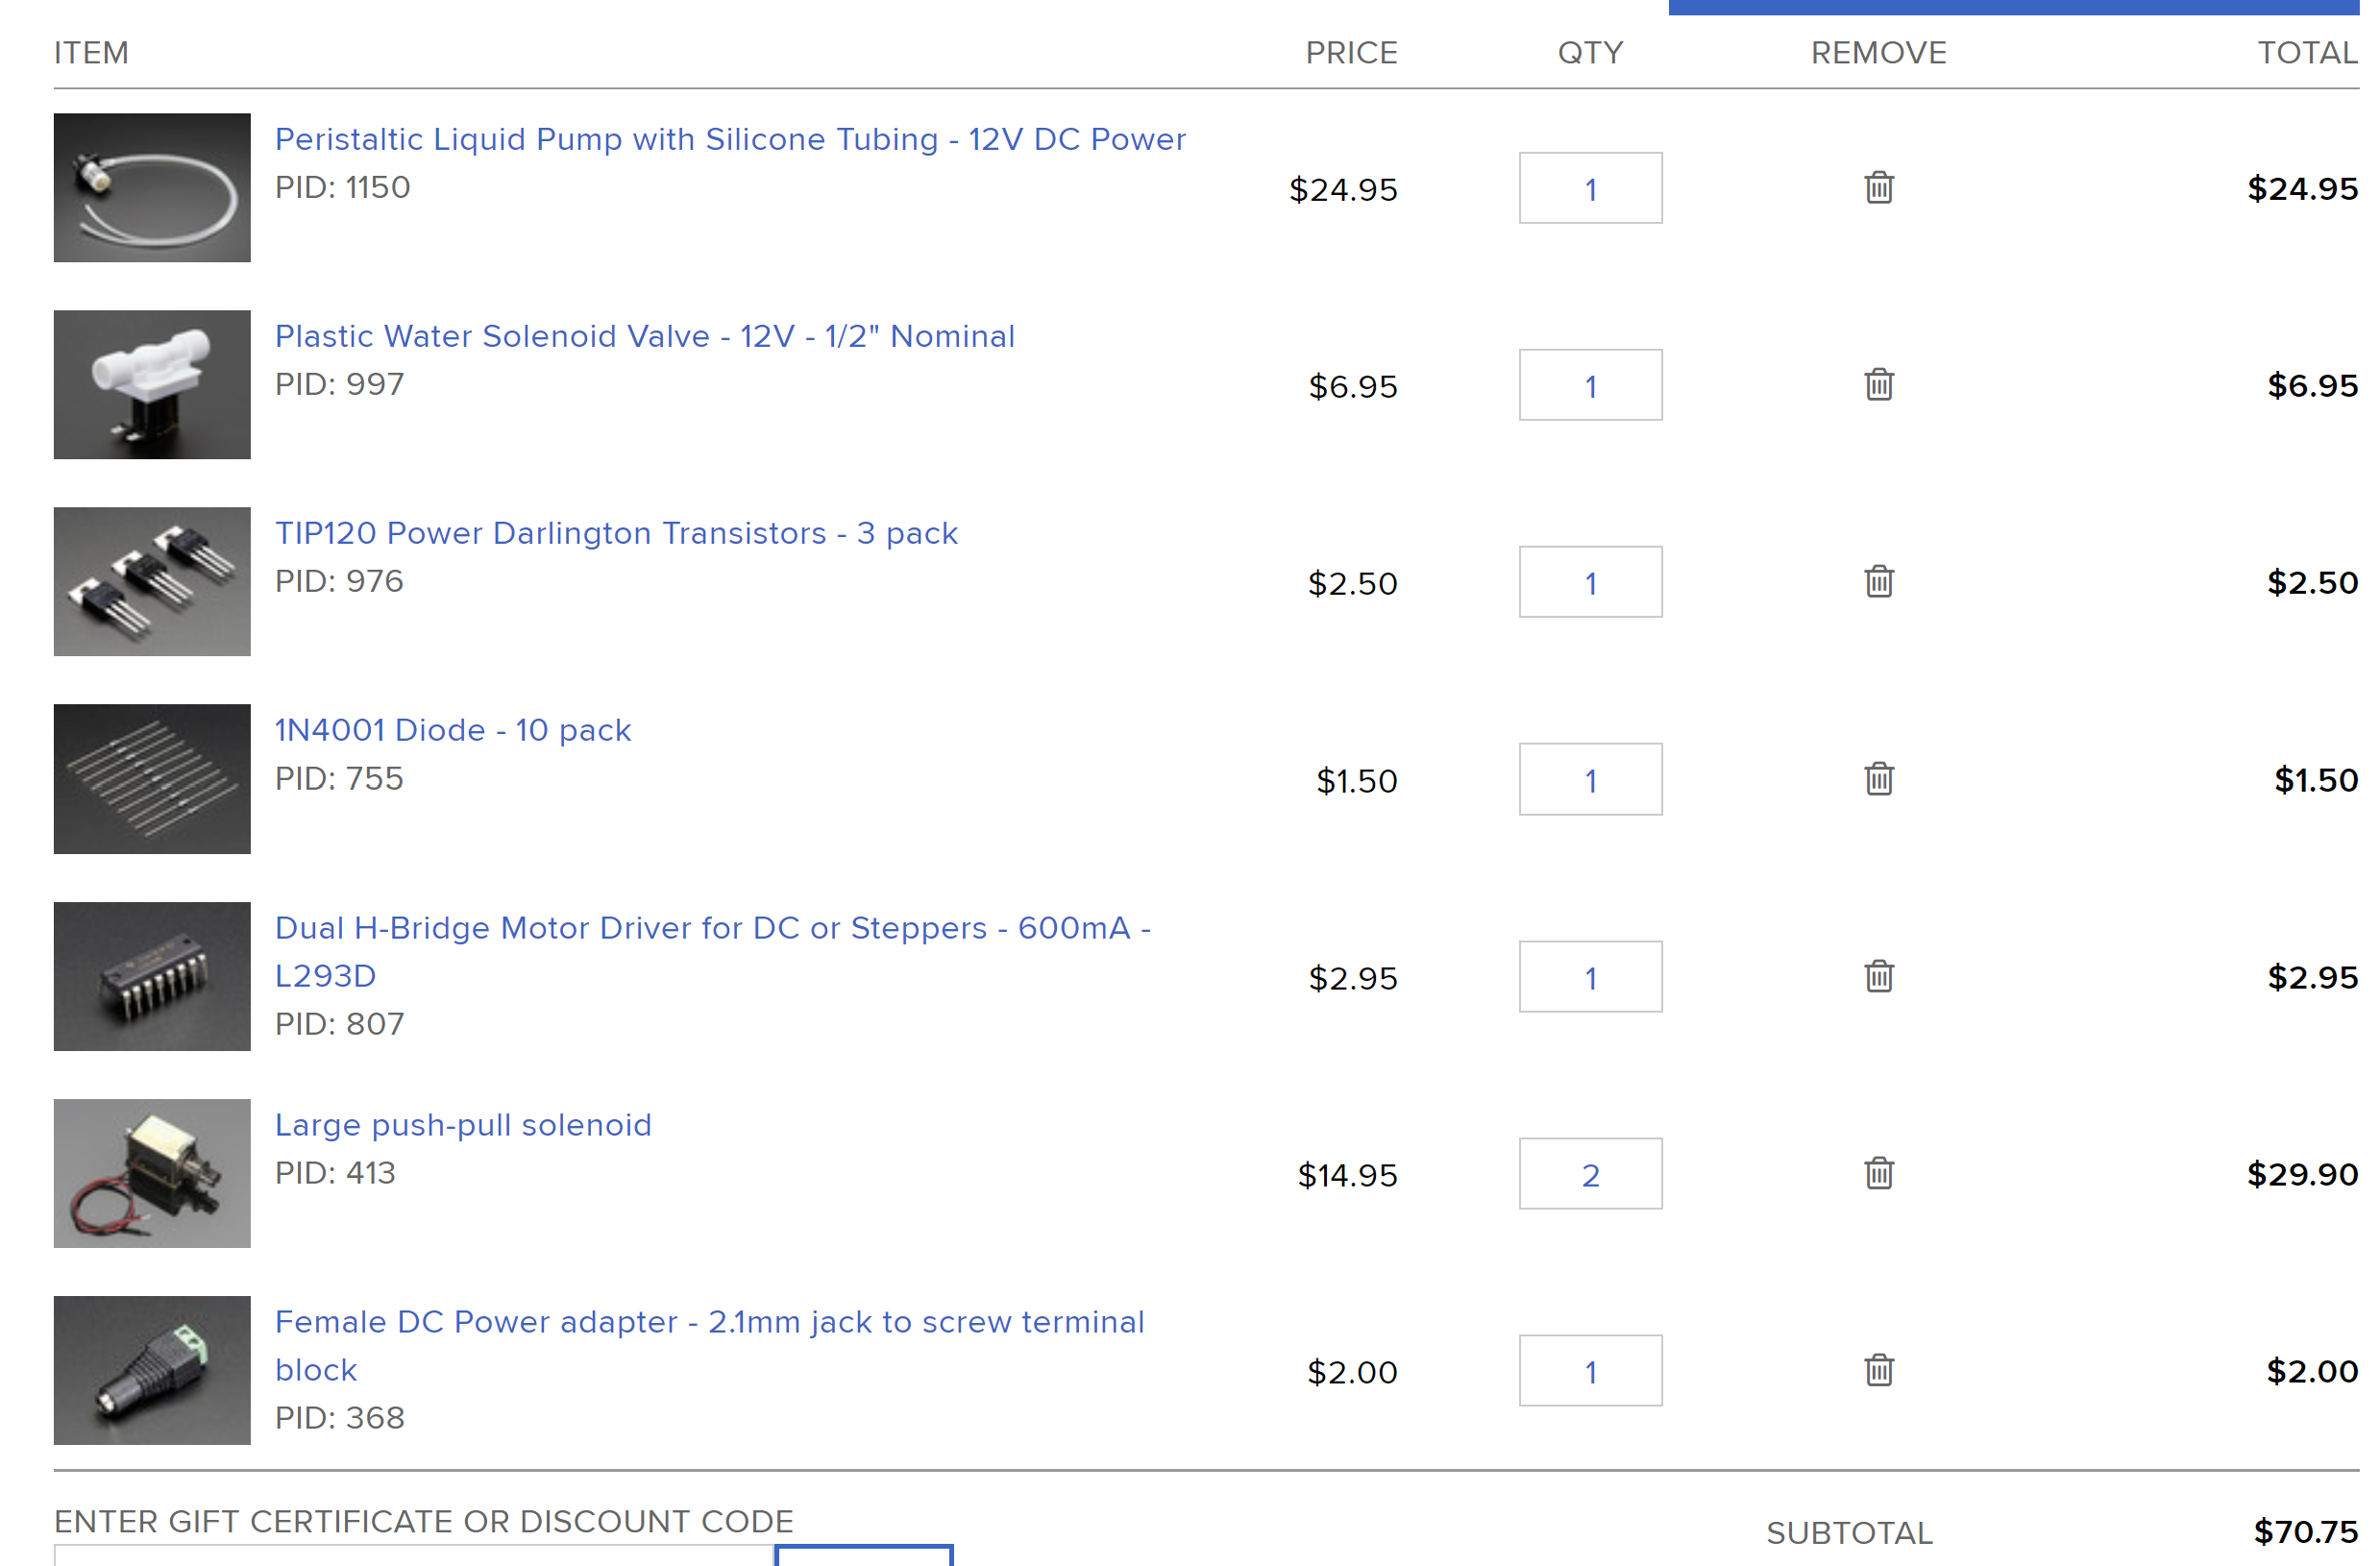 ITEM PRICE QTY REMOVE TOTAL
Peristaltic Liquid Pump with Silicone Tubing - 12V DC Power
PID: 1150
$24.95 1 $24.95
Plastic Water Solenoid Valve - 12V - 1/2" Nominal
PID: 997
$6.95 1 $6.95
TIP120 Power Darlington Transistors - 3 pack
PID: 976
$2.50 1 $2.50
1N4001 Diode - 10 pack
PID: 755
$1.50 1 $1.50
Dual H-Bridge Motor Driver for DC or Steppers - 600mA -
L293D
PID: 807
$2.95 1 $2.95
Large push-pull solenoid
PID: 413
$14.95 2 $29.90
Female DC Power adapter - 2.1mm jack to screw terminal
block
PID: 368
$2.00 1 $2.00
ENTER GIFT CERTIFICATE OR DISCOUNT CODE
SUBTOTAL $70.75